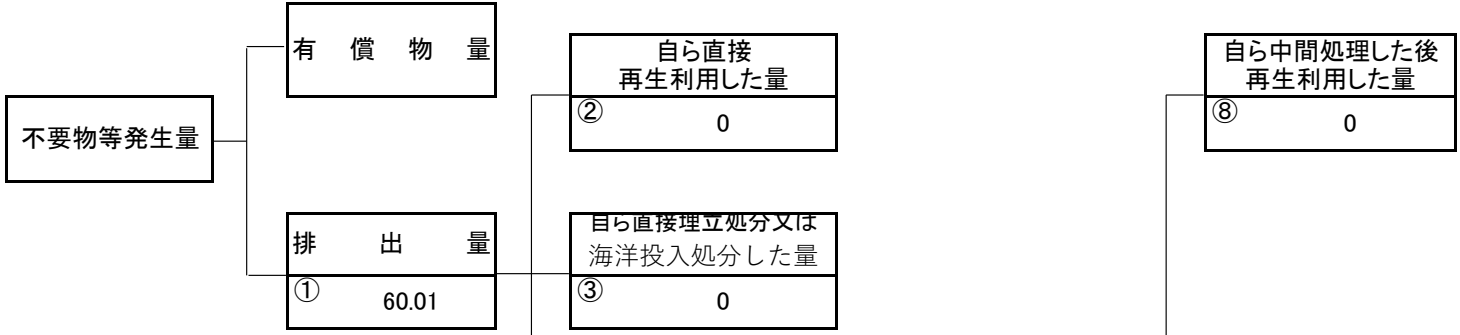 有償物量
自ら直接
再生利用した量
②
0
自ら中間処理した後
再生利用した量
⑧
0
不要物等発生量
排出量
①
60.01
自ら直接埋立処分又は
海洋投入処分した量
③
0